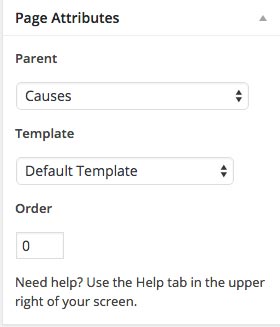 Page Attributes
Parent
Causes
Template
Default Template
Order
0
Need help? Use the Help tab in the upper
right of your screen.